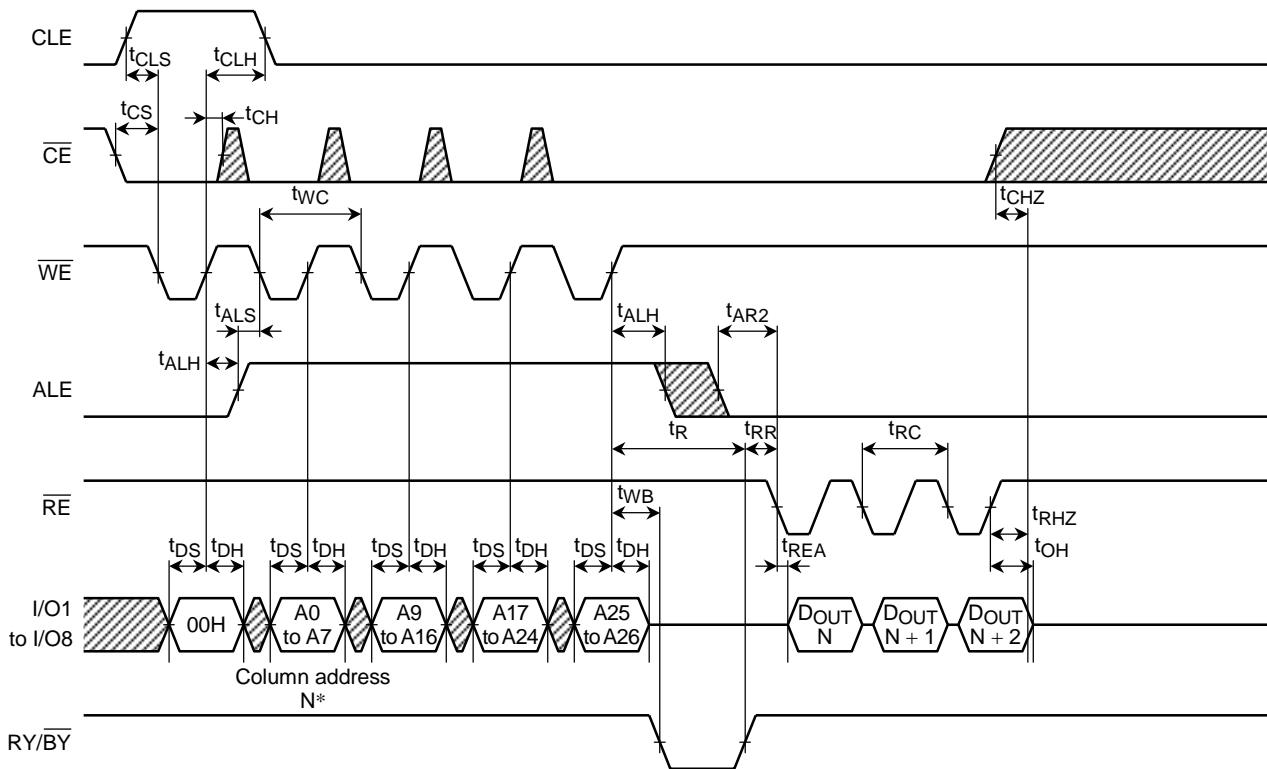 CLE
tCLS
tCLH
tCS
tCH
CE
tWC
tCHZ
WE
tALS
tALH
tAR2
tALH
ALE
tR
tRR
tRC
RE
tWB
tREA
tRHZ
tOH
tDS tDH tDS tDH tDS tDH tDS tDH tDS tDH
I/O1
to I/O8
00H
A0
to A7
A9
to A16
A17
to A24
A25
to A26
DOUT
N
DOUT
N + 1
DOUT
N + 2
Column address
N*
RY/BY